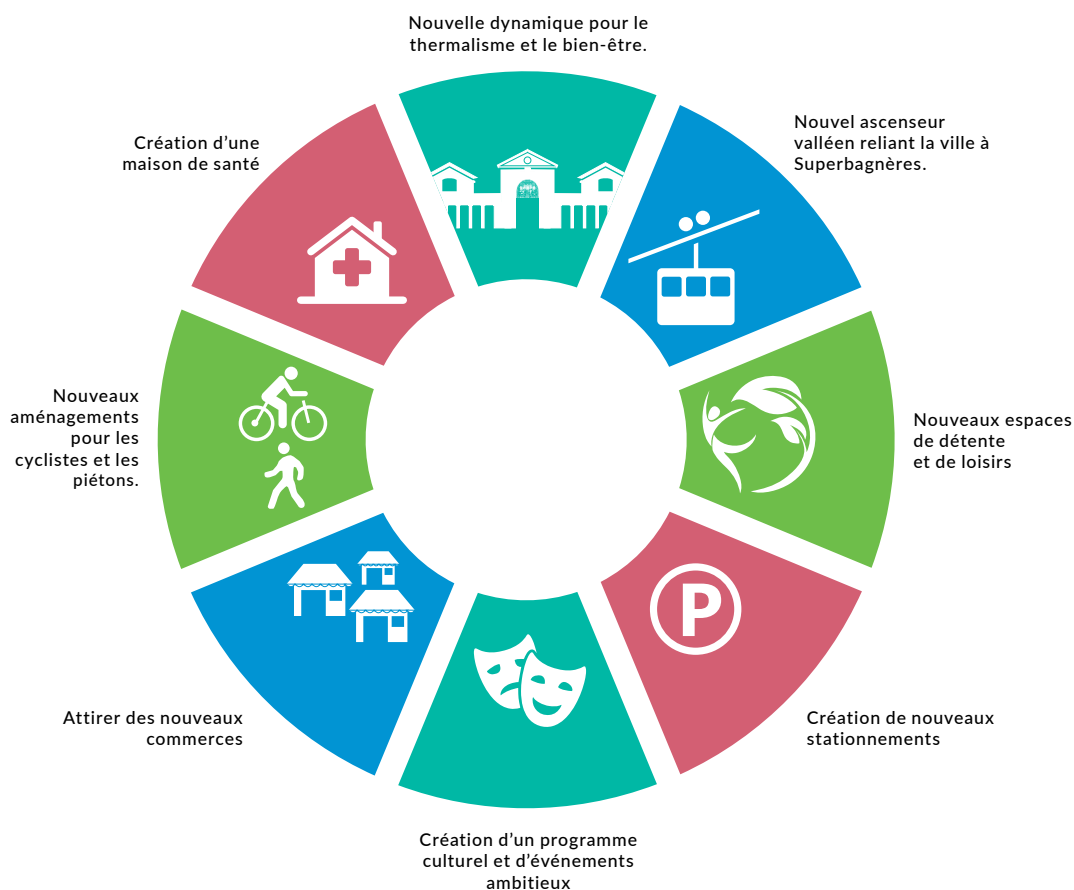 Nouvelle dynamique pour le
thermalisme et le bien-être.
Nouvel ascenseur
valléen reliant la ville à
Superbagnères.
Nouveaux espaces
de détente
et de loisirs
P
Création de nouveaux
stationnements
Création d’un programme
culturel et d’événements
ambitieux
Attirer des nouveaux
commerces
Nouveaux
aménagements
pour les
cyclistes et les
piétons.
Création d’une
maison de santé